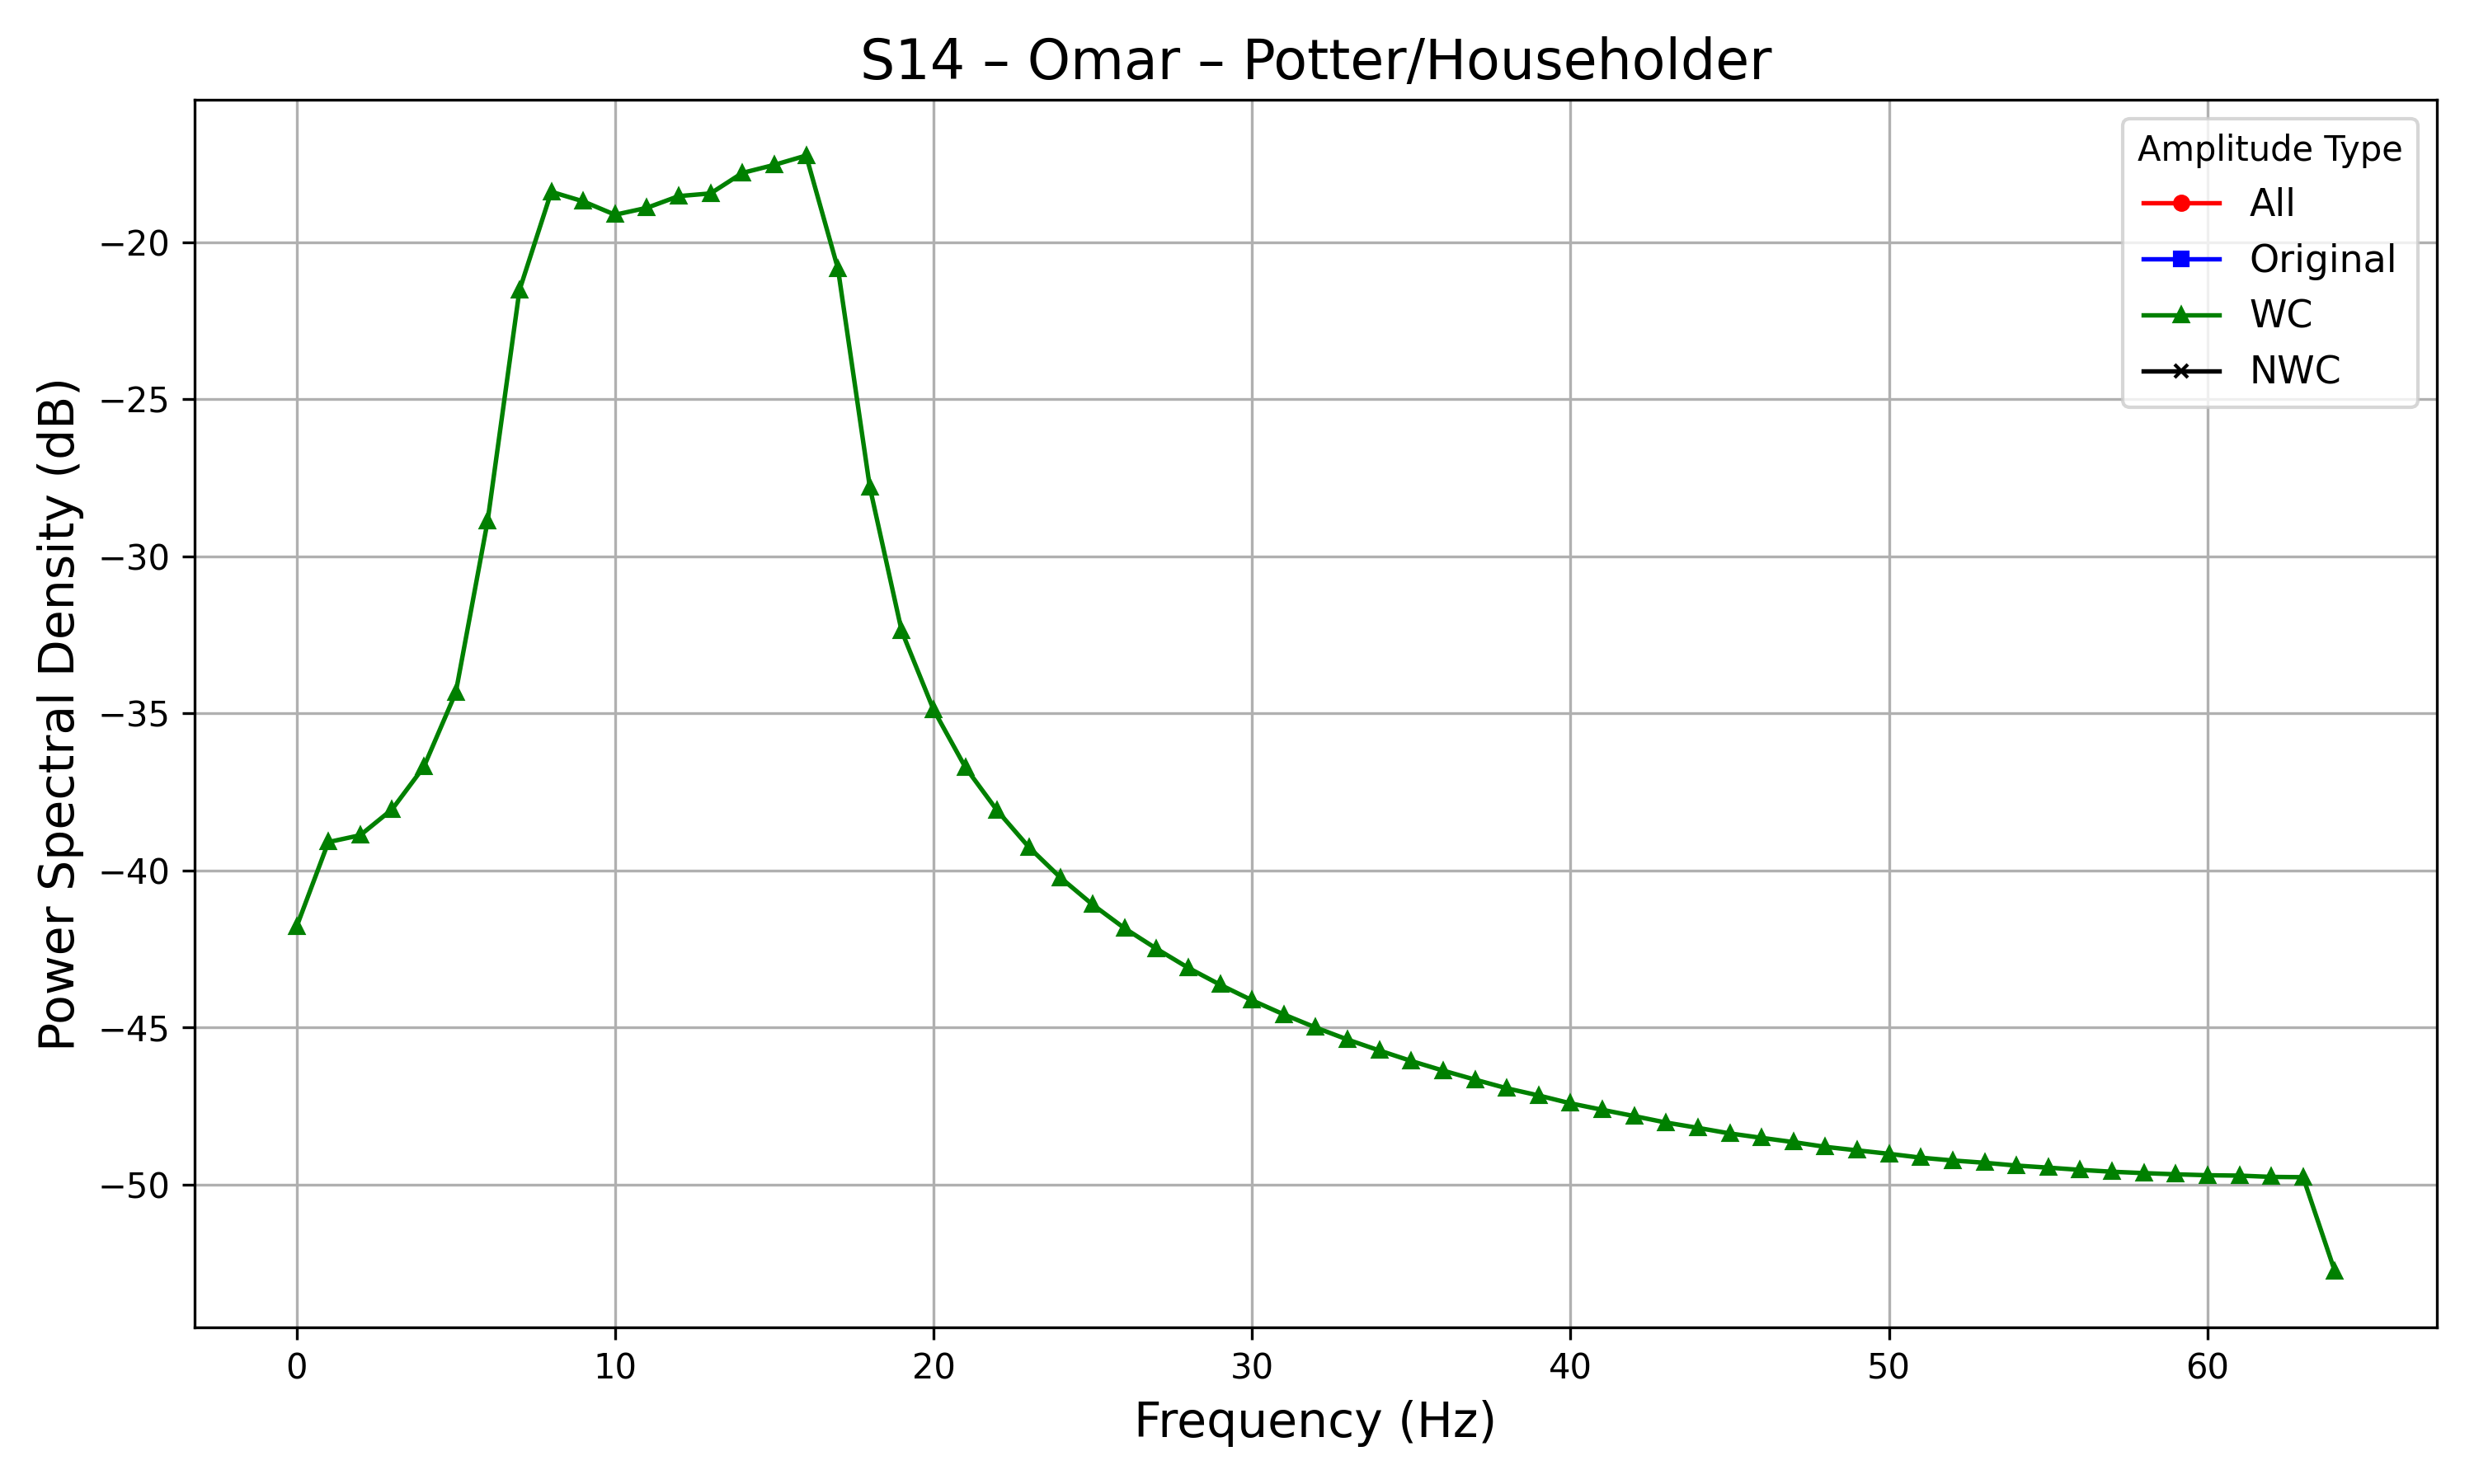 S14 – Omar – Potter/Householder
Amplitude Type
All
Original
WC
NWC
Power Spectral Density (dB)
−20
−25
−30
−35
−40
−45
−50
0 10 20 30 40 50 60
Frequency (Hz)